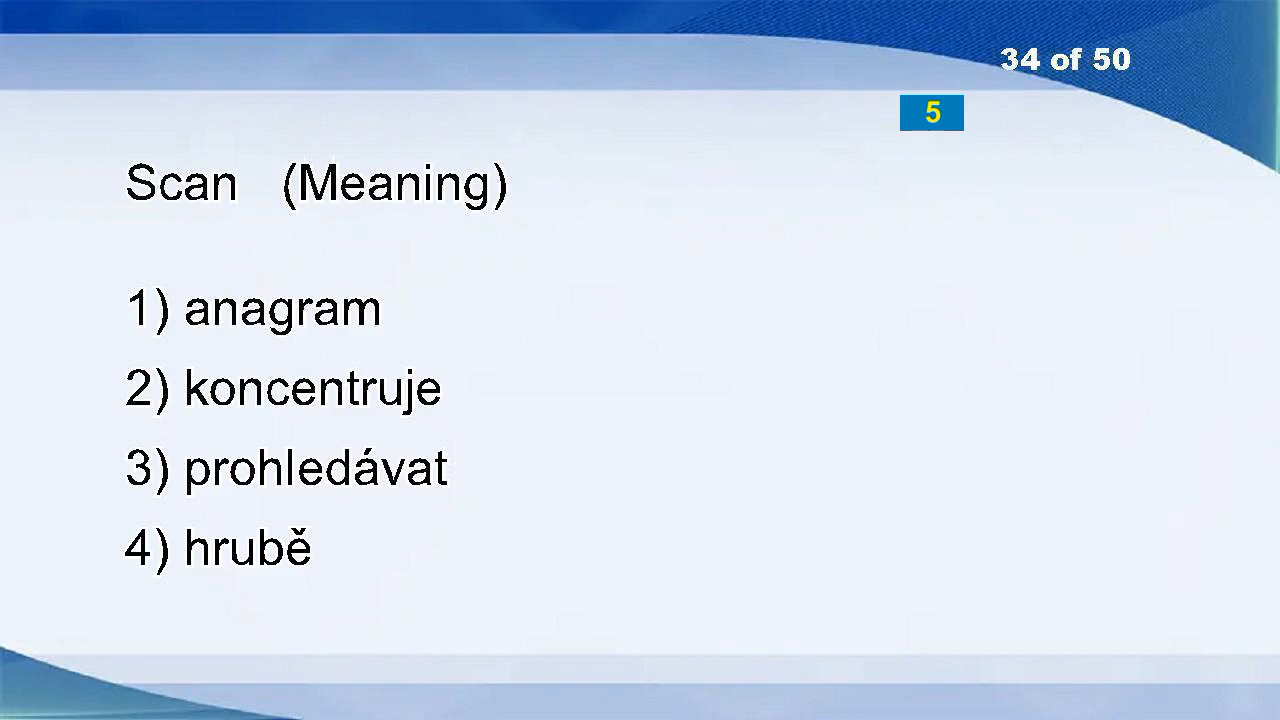 34 of 50
5
Scan (Meaning)
1) anagram
2) koncentruje
3) prohledávat
4) hrubě